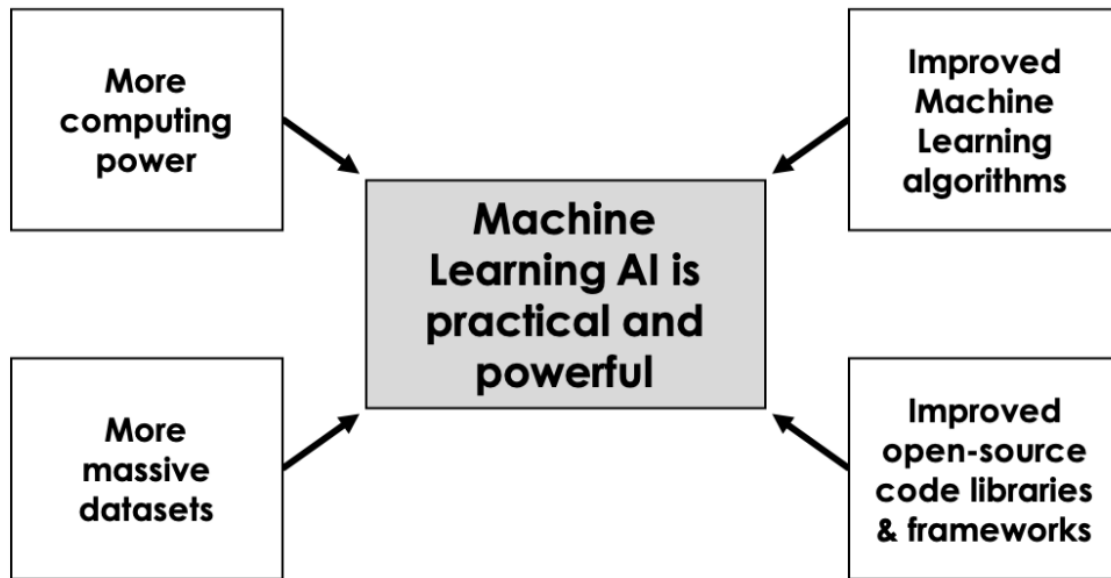 More
computing
power
Improved
Machine
Learning
algorithms
Machine
Learning AI is
practical and
powerful
More
massive
datasets
Improved
open-source
code libraries
& frameworks